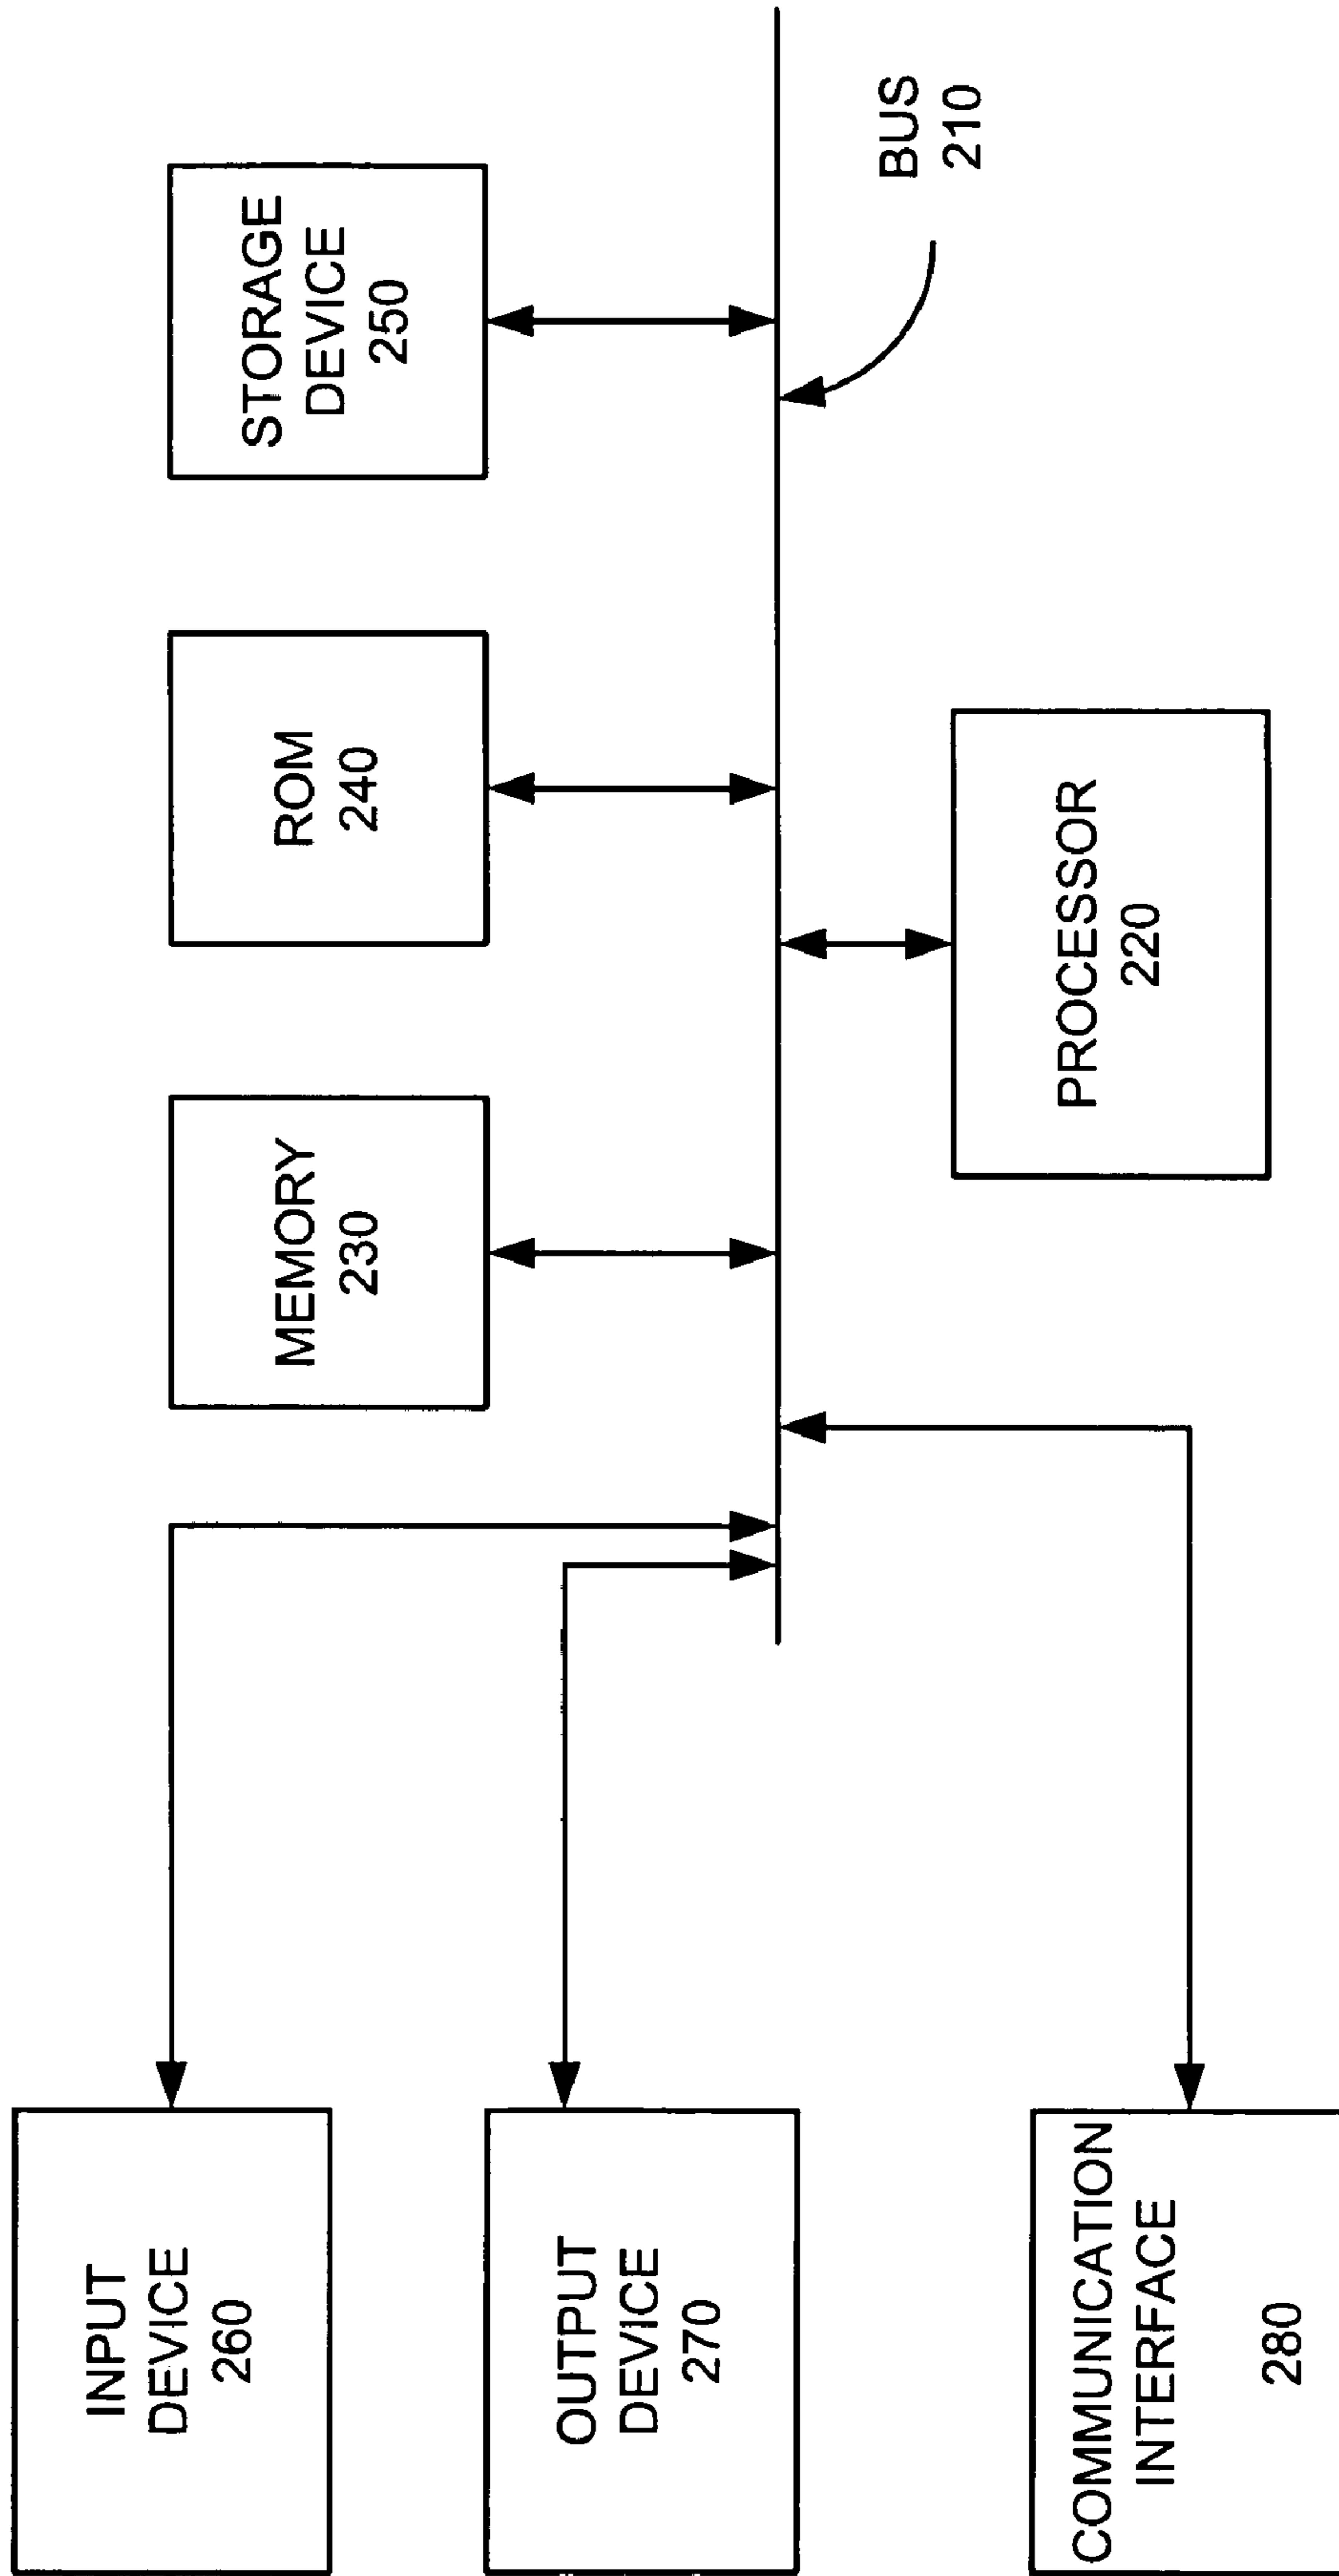 INPUT
DEVICE
260
OUTPUT
DEVICE
270
COMMUNICATION
INTERFACE
280
MEMORY
230
ROM
240
STORAGE
DEVICE
250
PROCESSOR
220
BUS
210